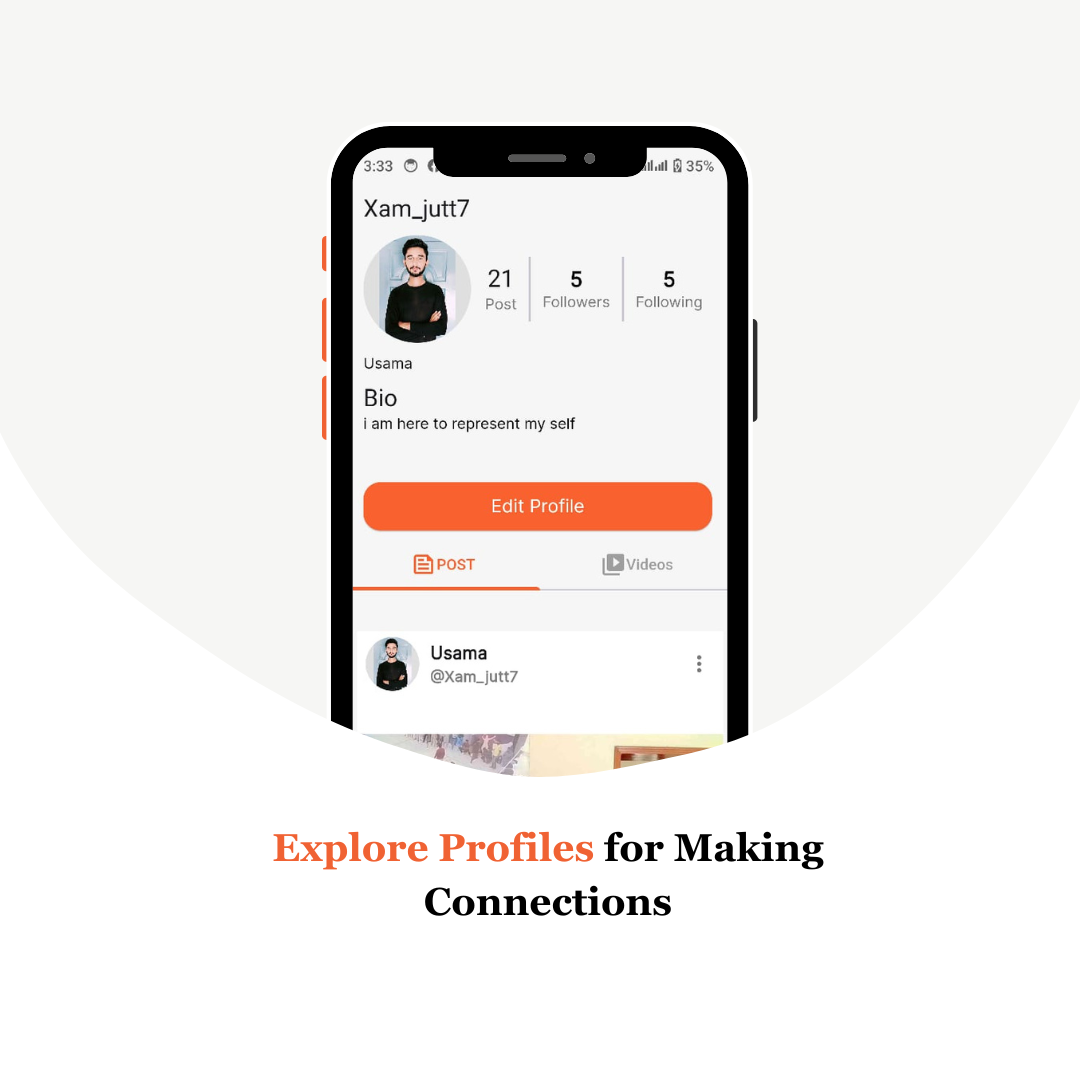 3:33 35%
Xam_jutt7
21 5 5
Post Followers Following
Usama
Bio
i am here to represent my self
Edit Profile
POST Videos
Usama
@Xam_jutt7
Explore Profiles for Making
Connections